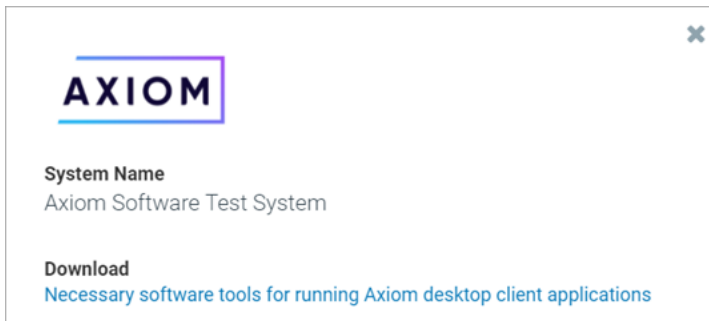 AXIOM
System Name
Axiom Software Test System
Download
Necessary software tools for running Axiom desktop client applications